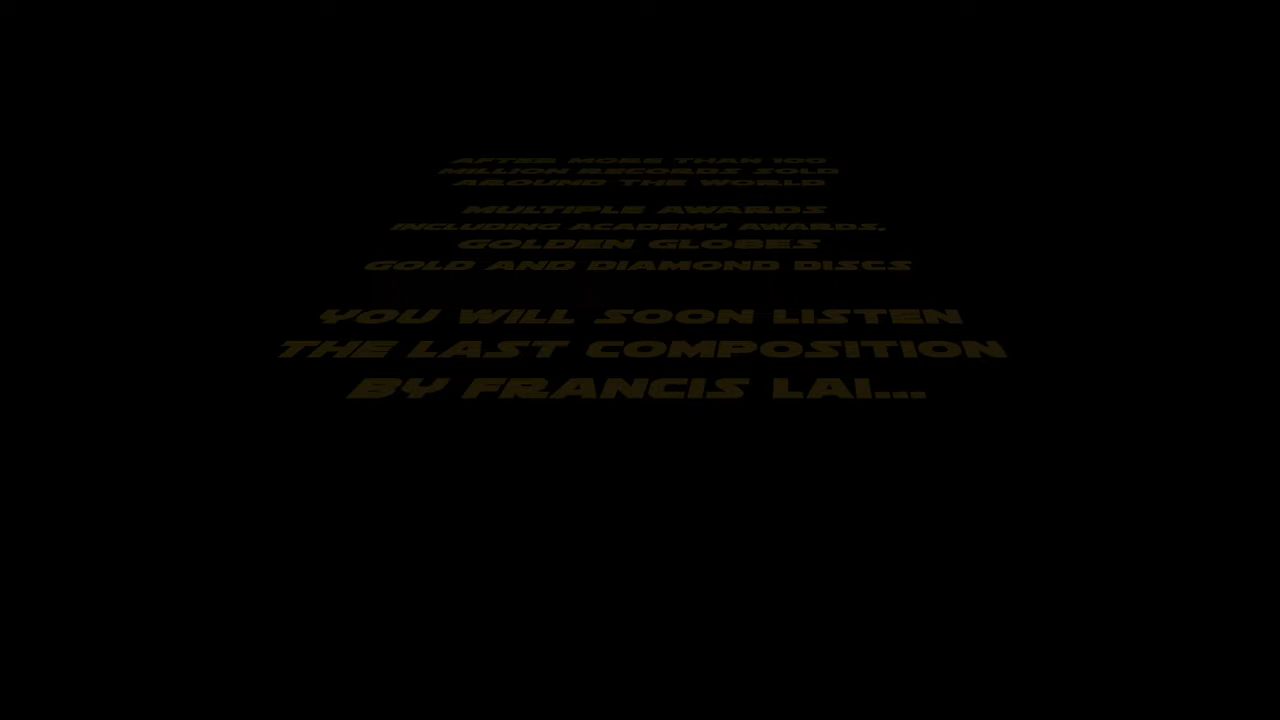 AFTER MORE THAN 100
MILLION RECORDS SOLD
AROUND THE WORLD
MULTIPLE AWARDS
INCLUDING ACADEMY AWARDS,
GOLDEN GLOBES
GOLD AND DIAMOND DISCS
YOU WILL SOON LISTEN
THE LAST COMPOSITION
BY FRANCIS LAI...